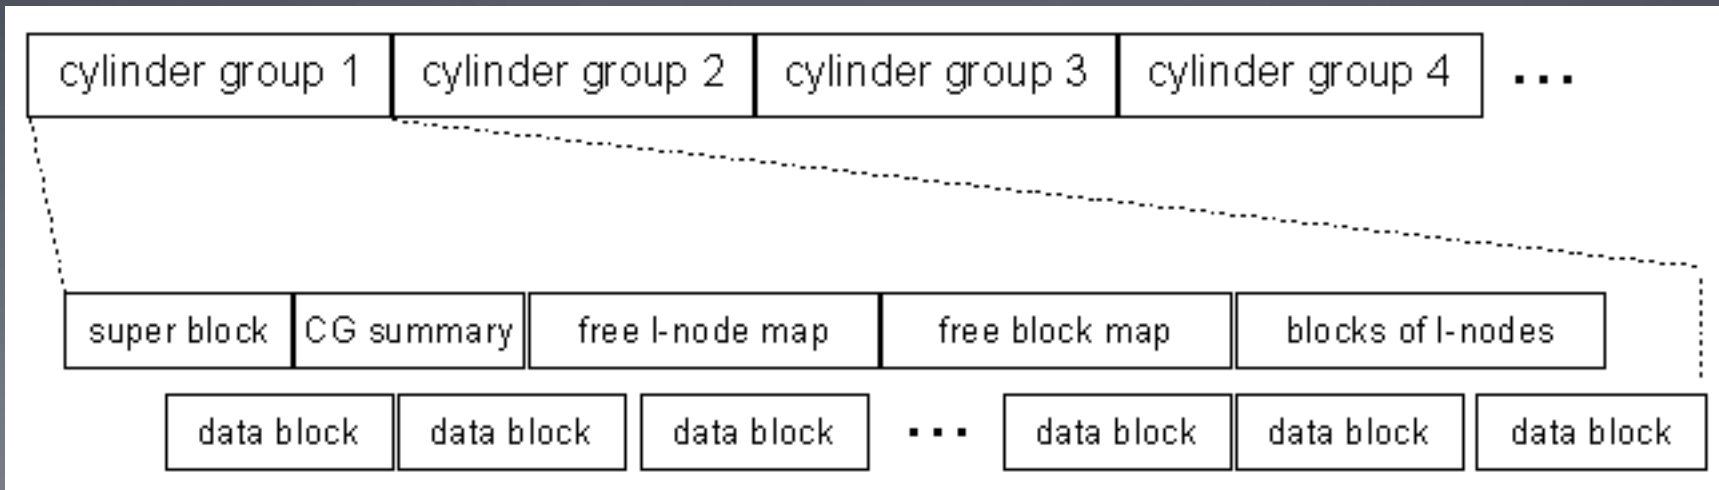 cylinder group 1 cylinder group 2 cylinder group 3 cylinder group 4 ...
super block CG summary free I-node map free block map blocks of I-nodes
data block data block data block ... data block data block data block